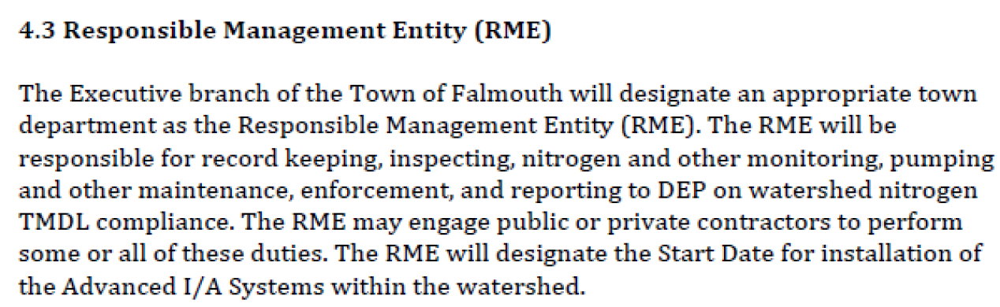 4.3 Responsible Management Entity (RME)
The Executive branch of the Town of Falmouth will designate an appropriate town
department as the Responsible Management Entity (RME). The RME will be
responsible for record keeping, inspecting, nitrogen and other monitoring, pumping
and other maintenance, enforcement, and reporting to DEP on watershed nitrogen
TMDL compliance. The RME may engage public or private contractors to perform
some or all of these duties. The RME will designate the Start Date for installation of
the Advanced I/A Systems within the watershed.